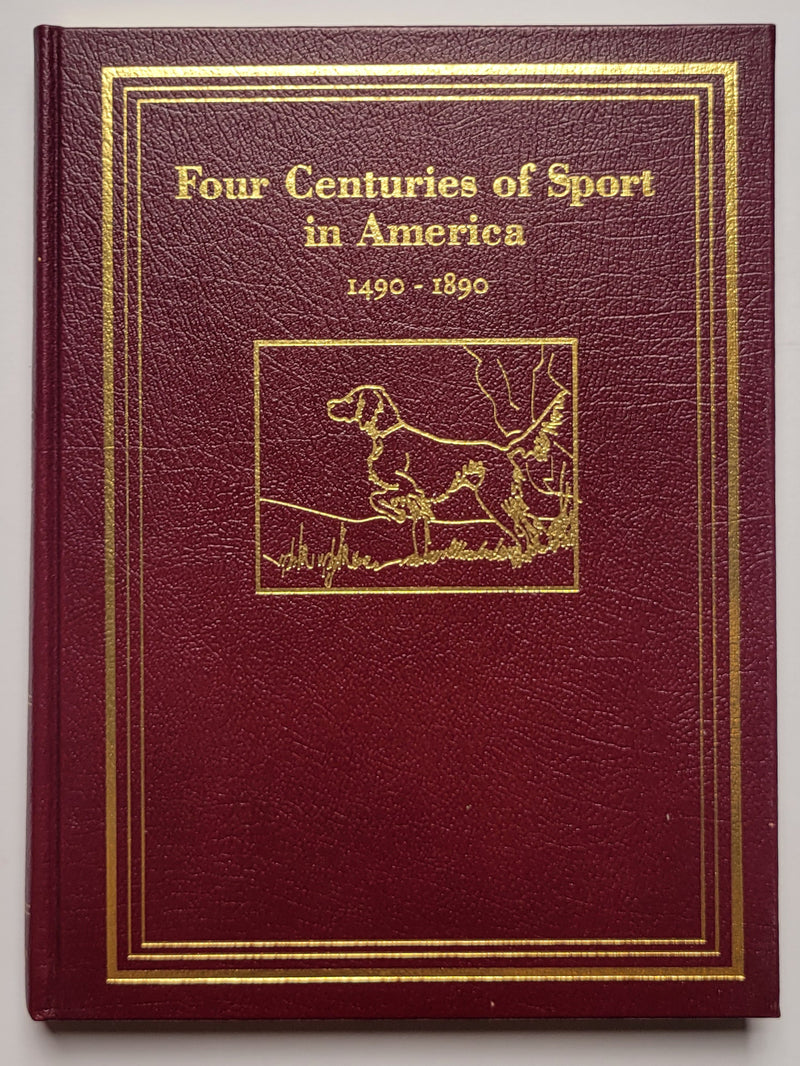 Four Centuries of Sport
in America
1490 - 1890